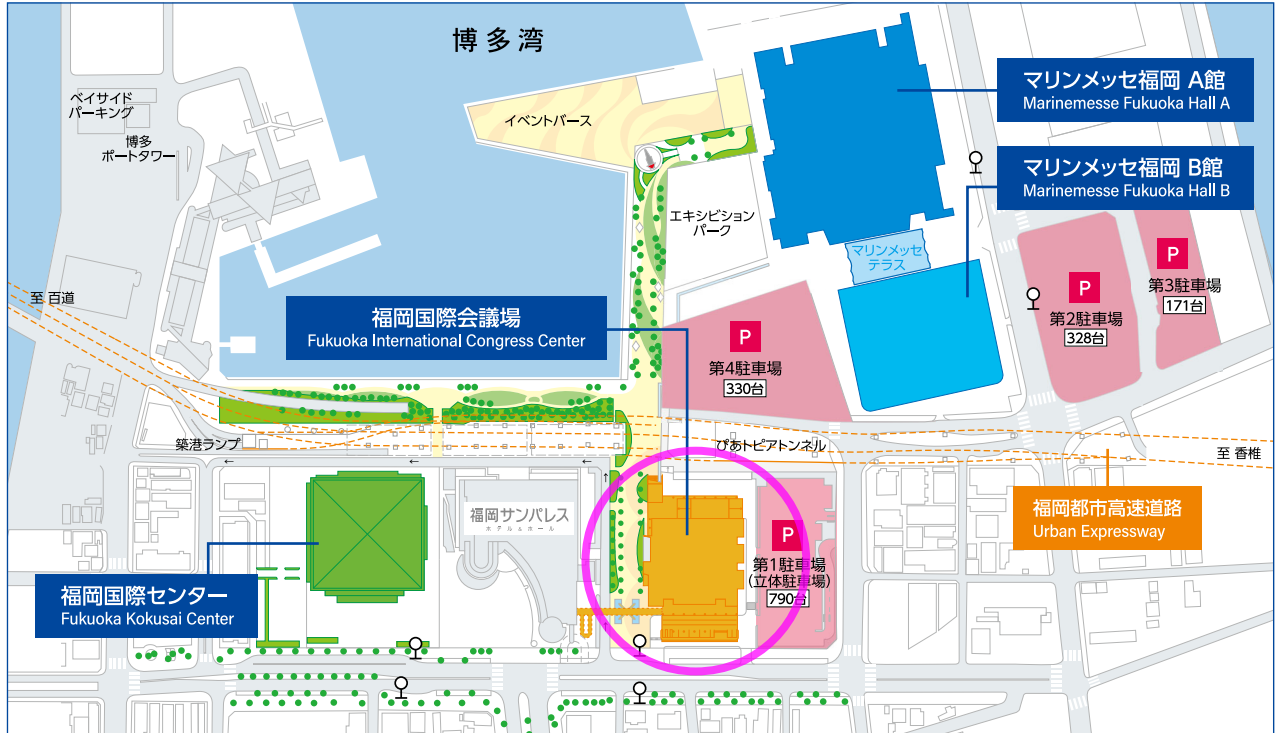 博多湾
マリンメッセ福岡 A館
Marinemesse Fukuoka Hall A
ベイサイド
パーキング
イベントバース
博多
ポートタワー
マリンメッセ福岡 B館
Marinemesse Fukuoka Hall B
エキシビション
パーク
マリンメッセ
テラス
P
第3駐車場
171台
P
第2駐車場
328台
至 百道
福岡国際会議場
Fukuoka International Congress Center
P
第4駐車場
330台
築港ランプ
ぴあトピアトンネル
至 香椎
福岡サンパレス
ホテル&ホール
福岡都市高速道路
Urban Expressway
P
第1駐車場
(立体駐車場)
790台
福岡国際センター
Fukuoka Kokusai Center